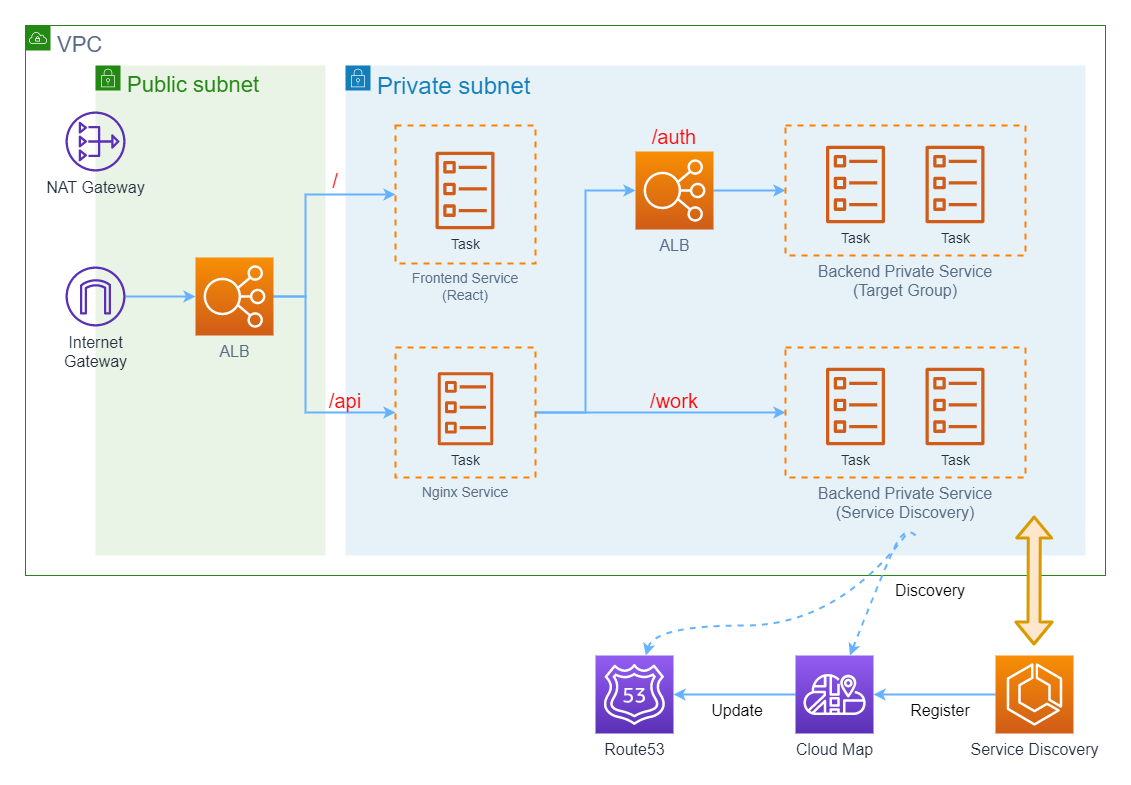 VPC
Public subnet
Private subnet
NAT Gateway
Internet
Gateway
ALB
/
/api
Task
Frontend Service
(React)
Task
Nginx Service
/auth
ALB
/work
Task
Task
Backend Private Service
(Target Group)
Task
Task
Backend Private Service
(Service Discovery)
Discovery
53
Update
Register
Route53
Cloud Map
Service Discovery